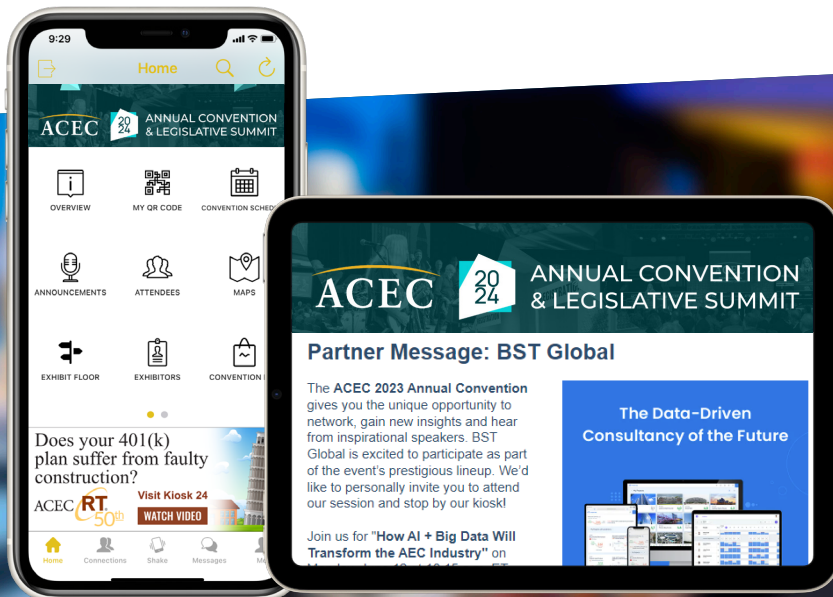 9:29
Home
ACEC 2024 ANNUAL CONVENTION
& LEGISLATIVE SUMMIT
OVERVIEW
MY QR CODE
CONVENTION SCHEDU
ANNOUNCEMENTS
ATTENDEES
MAPS
EXHIBIT FLOOR
EXHIBITORS
CONVENTION
Does your 401(k)
plan suffer from faulty
construction?
ACEC RT 50th
Visit Kiosk 24
WATCH VIDEO
Home
Connections
Shake
Messages
ACEC
20
24
ANNUAL CONVENTION
& LEGISLATIVE SUMMIT
Partner Message: BST Global
The ACEC 2023 Annual Convention
gives you the unique opportunity to
network, gain new insights and hear
from inspirational speakers. BST
Global is excited to participate as part
of the event's prestigious lineup. We'd
like to personally invite you to attend
our session and stop by our kiosk!
Join us for "How AI + Big Data Will
Transform the AEC Industry" on
The Data-Driven
Consultancy of the Future